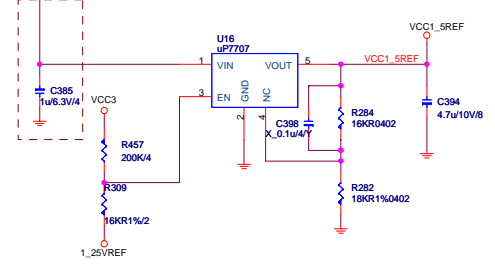 VCC1_5REF
U16
uP7707
1
VIN
VOUT
5
VCC1_5REF
3
EN
GND
NC
2
4
C385
1u/6.3V/4
VCC3
C398
X_0.1u/4/Y
R284
16KR0402
C394
4.7u/10V/8
R457
200K/4
R309
16KR1%/2
R282
18KR1%0402
1_25VREF